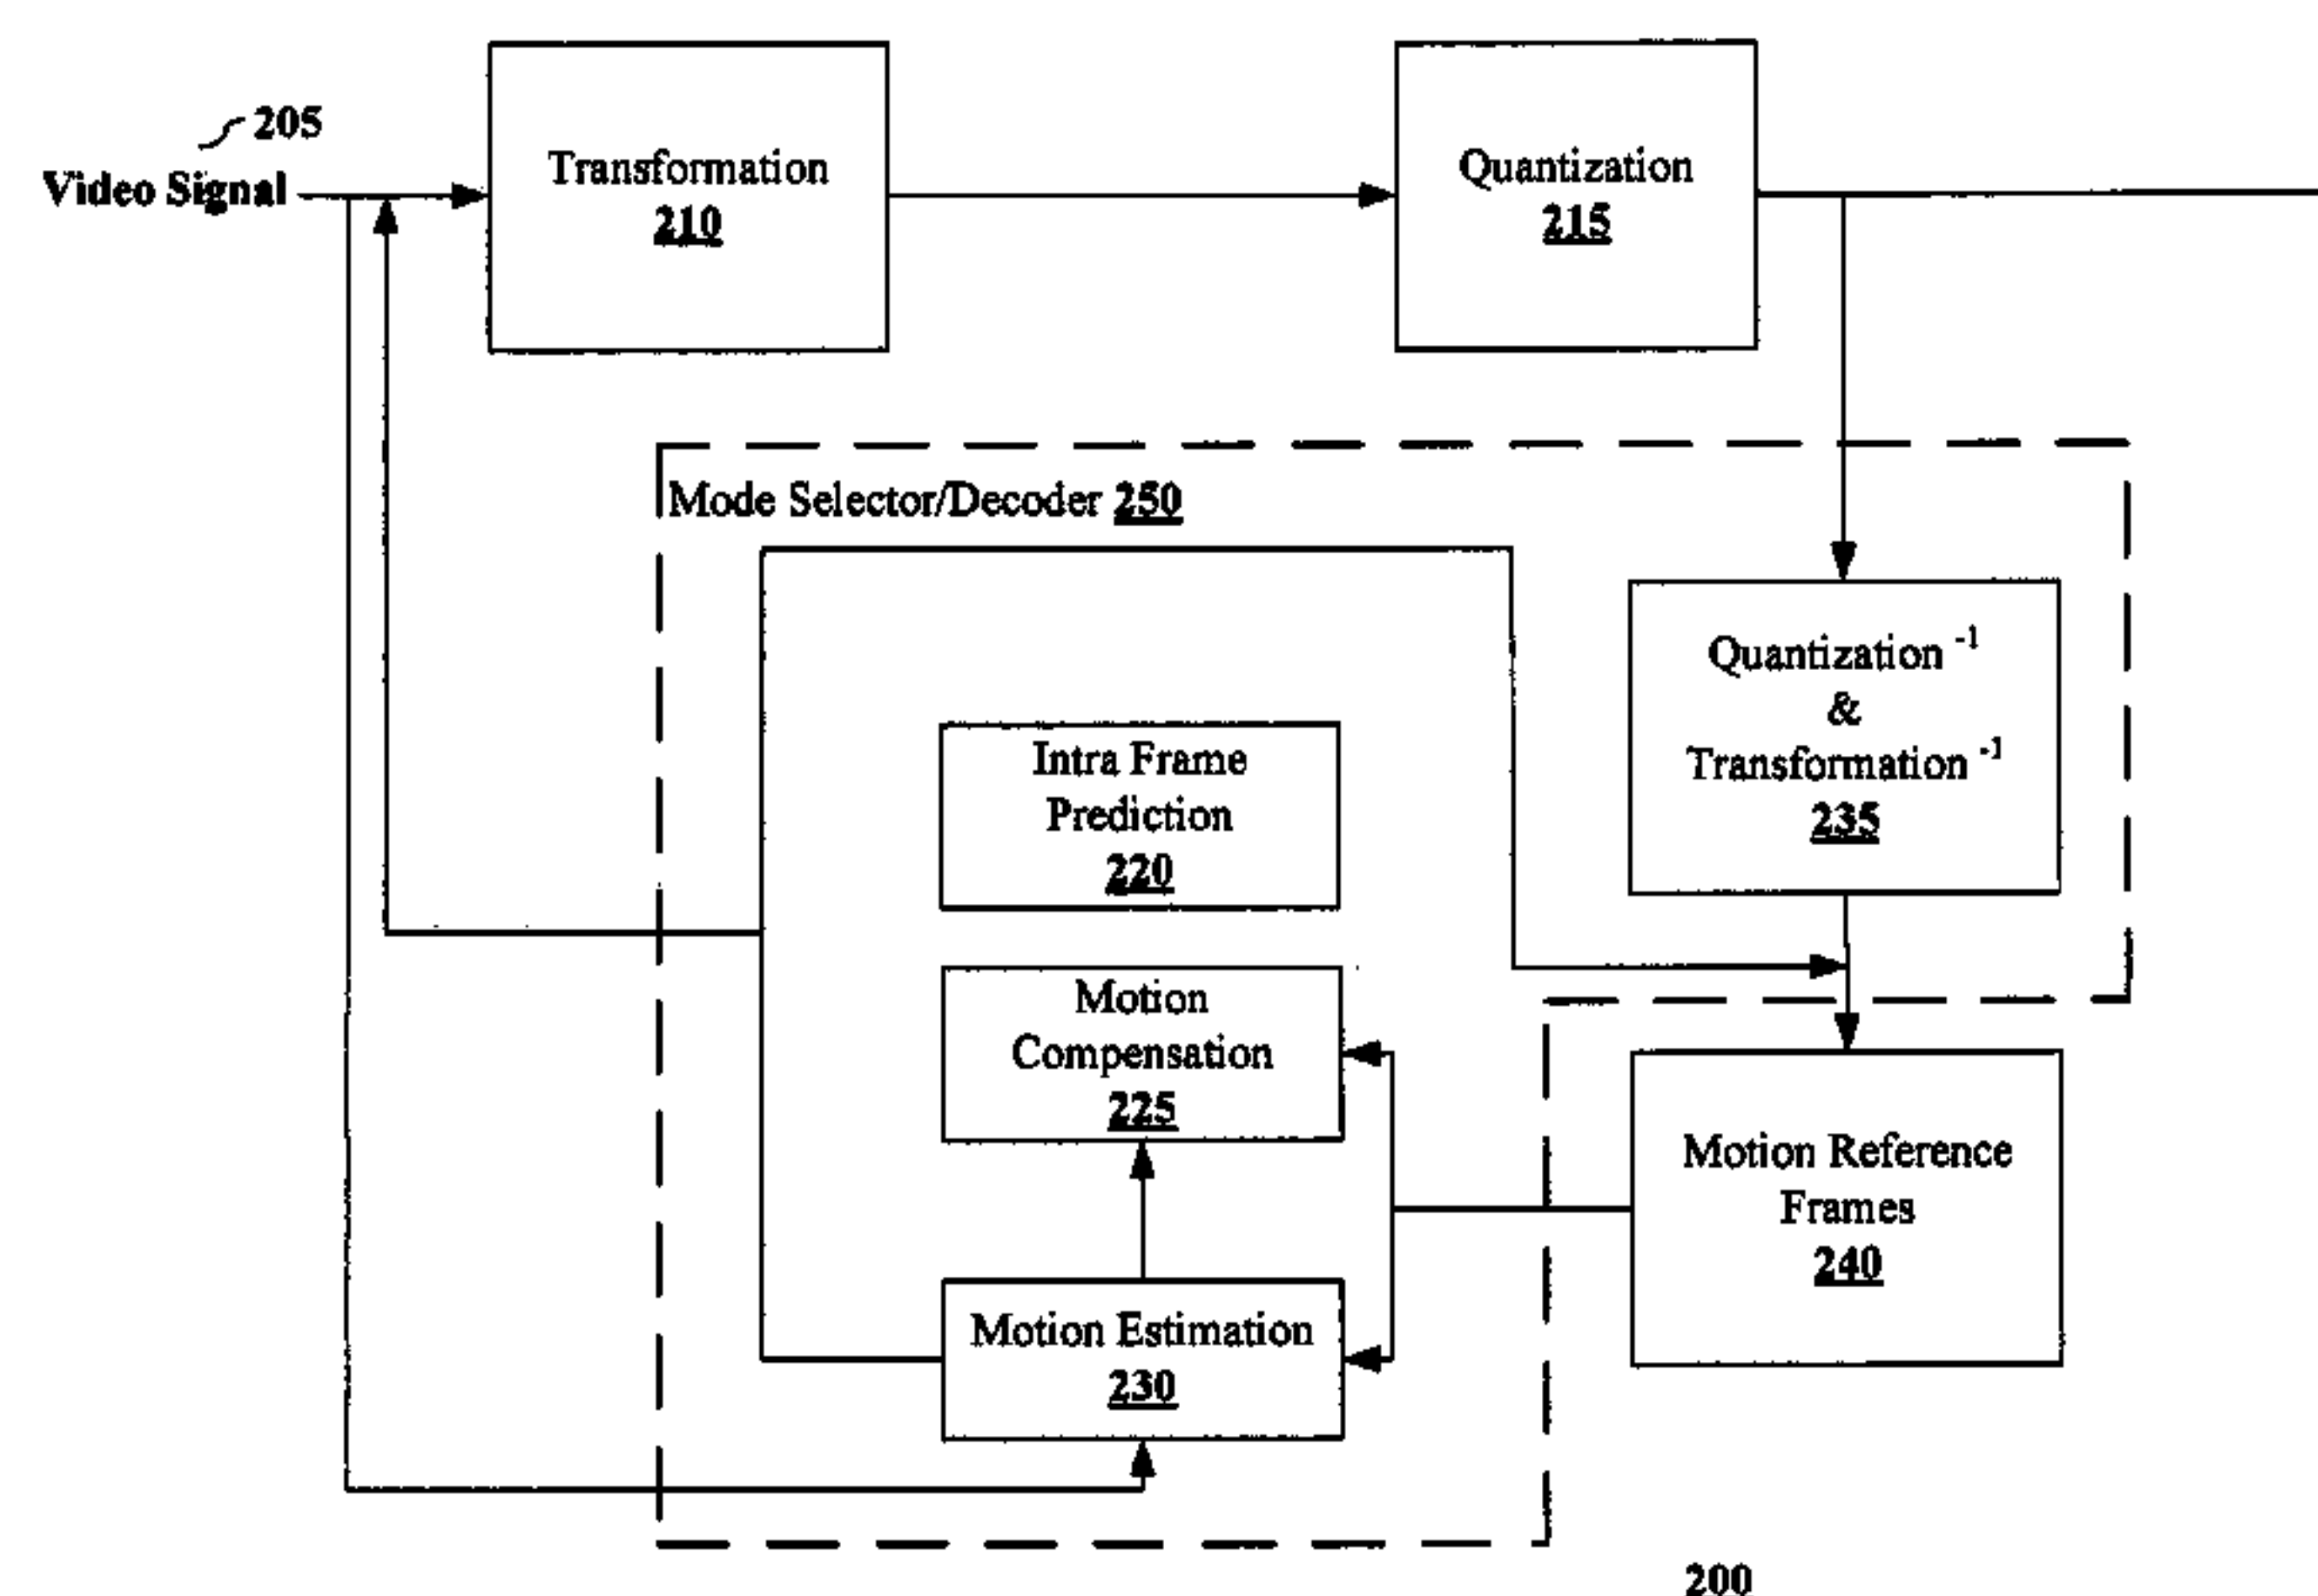 205
Video Signal
Transformation
210
Quantization
215
Mode Selector/Decoder 250
Quantization -1
&
Transformation -1
235
Intra Frame
Prediction
220
Motion
Compensation
225
Motion Reference
Frames
240
Motion Estimation
230
200